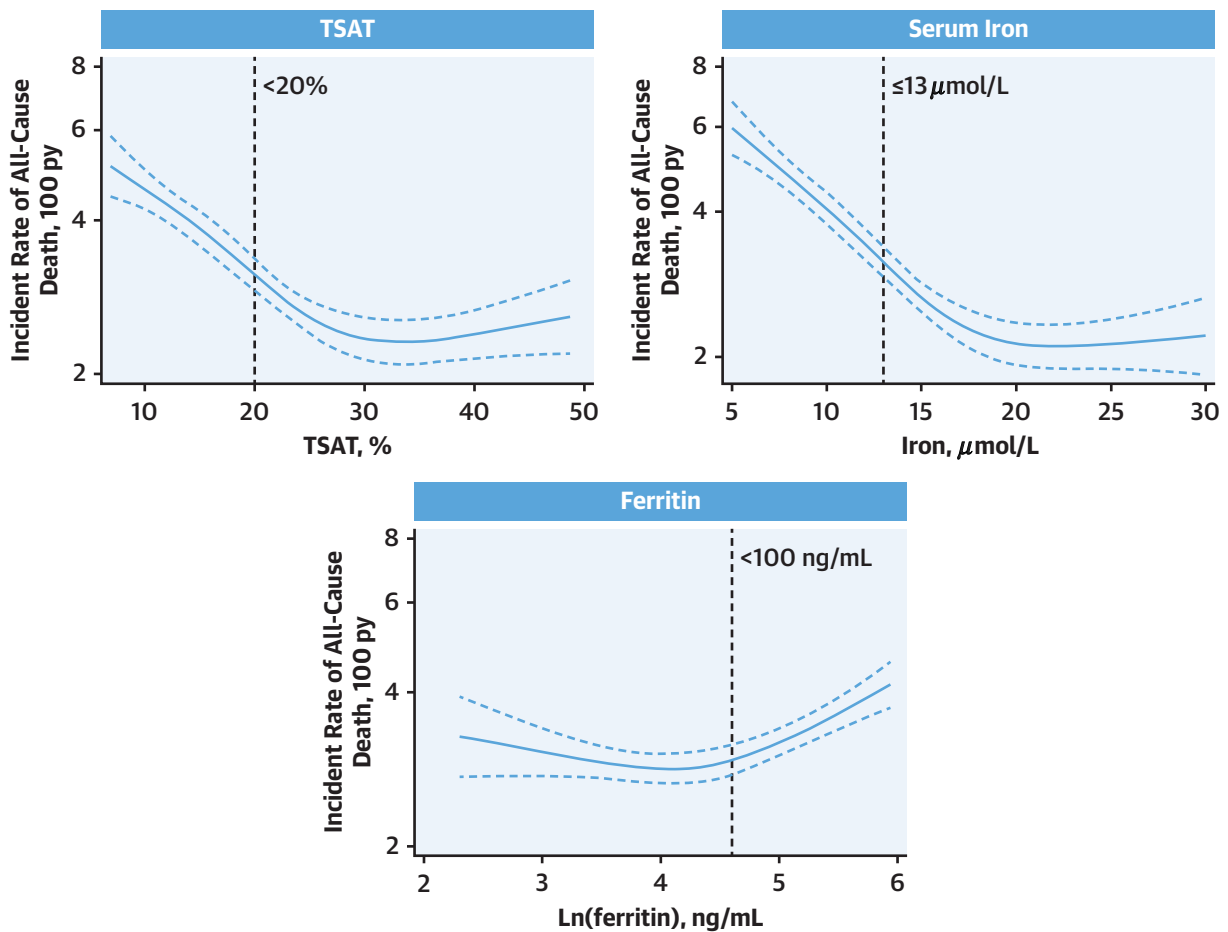 TSAT
Incident Rate of All-Cause
Death, 100 py
8
6
4
2
<20%
10
20
30
40
50
TSAT, %
Serum Iron
Incident Rate of All-Cause
Death, 100 py
8
6
4
2
≤13 μmol/L
5
10
15
20
25
30
Iron, μmol/L
Ferritin
Incident Rate of All-Cause
Death, 100 py
8
6
4
2
<100 ng/mL
2
3
4
5
6
Ln(ferritin), ng/mL